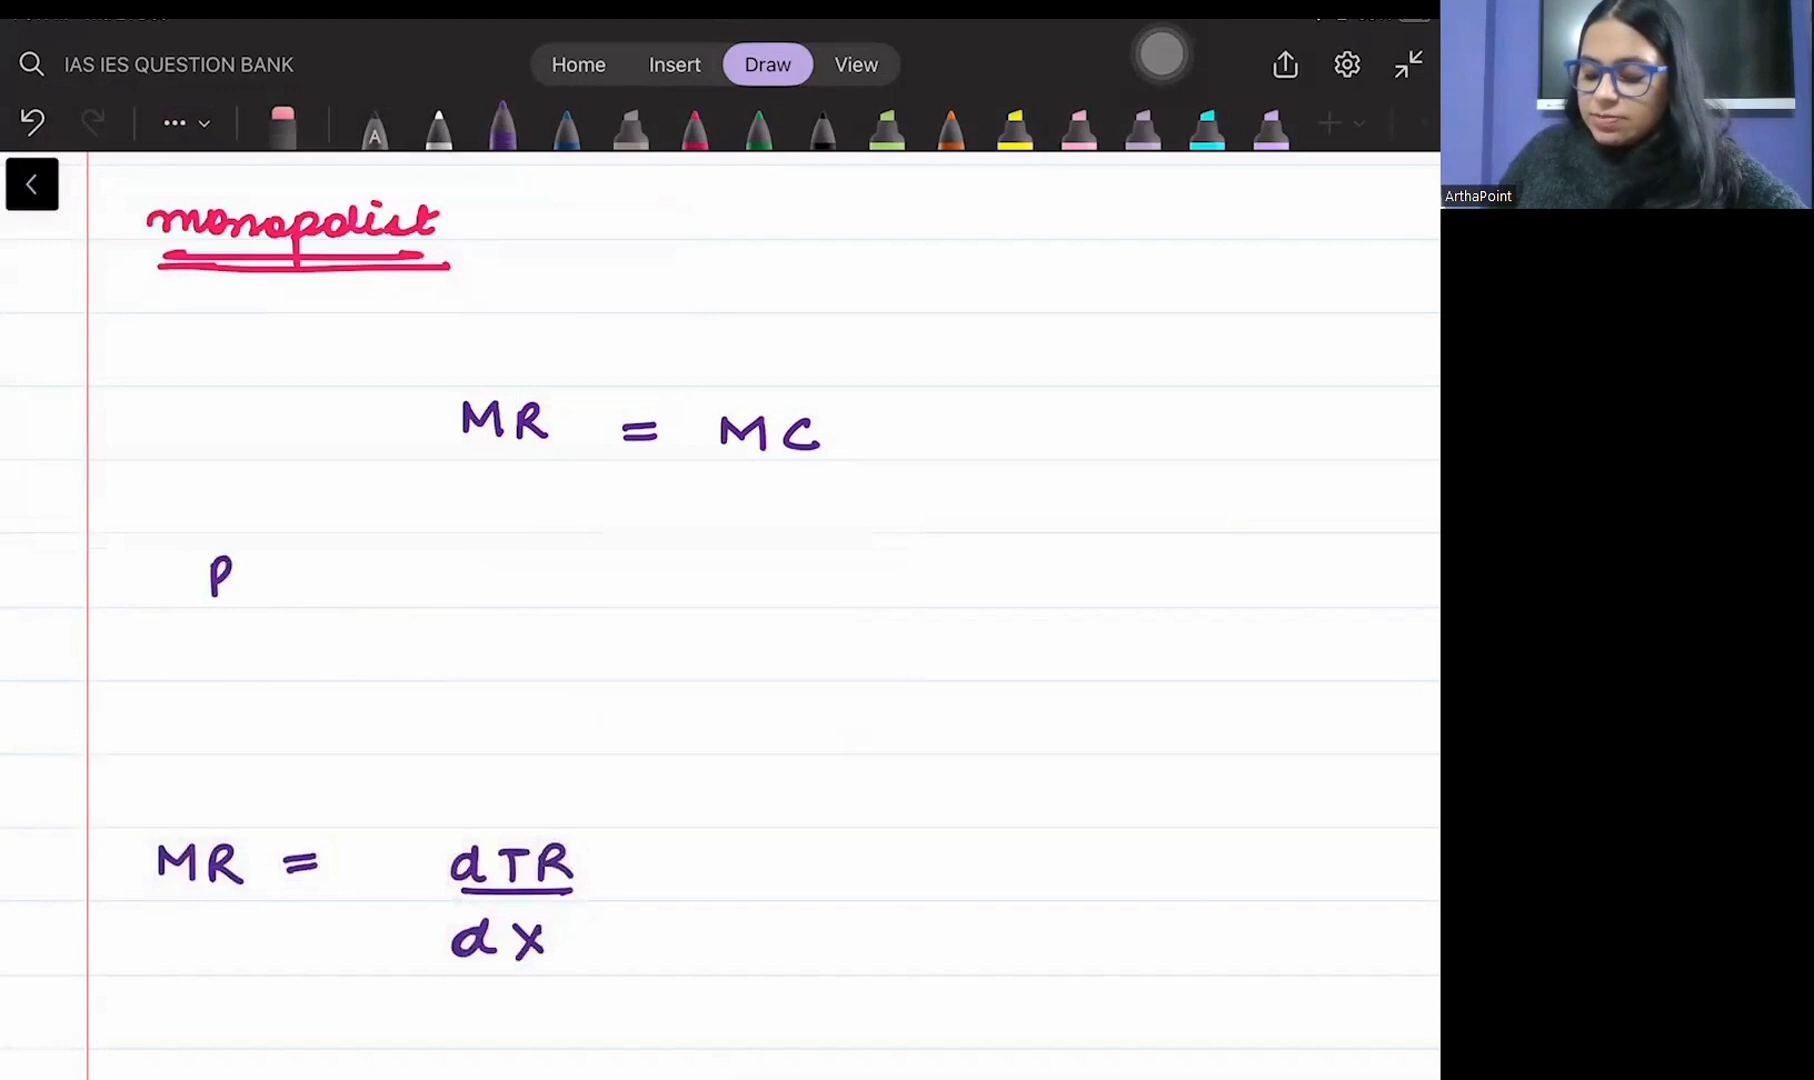 IAS IES QUESTION BANK
Home Insert Draw View
A
ArthaPoint
monopolist
MR = MC
P
MR = dTR
dX